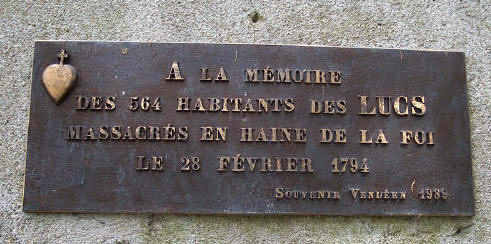 A LA MÉMOIRE
DES 564 HABITANTS DES LUCS
MASSACRÉS EN HAINE DE LA FOI
LE 28 FÉVRIER 1794
SOUVENIR VENDÉEN 1989